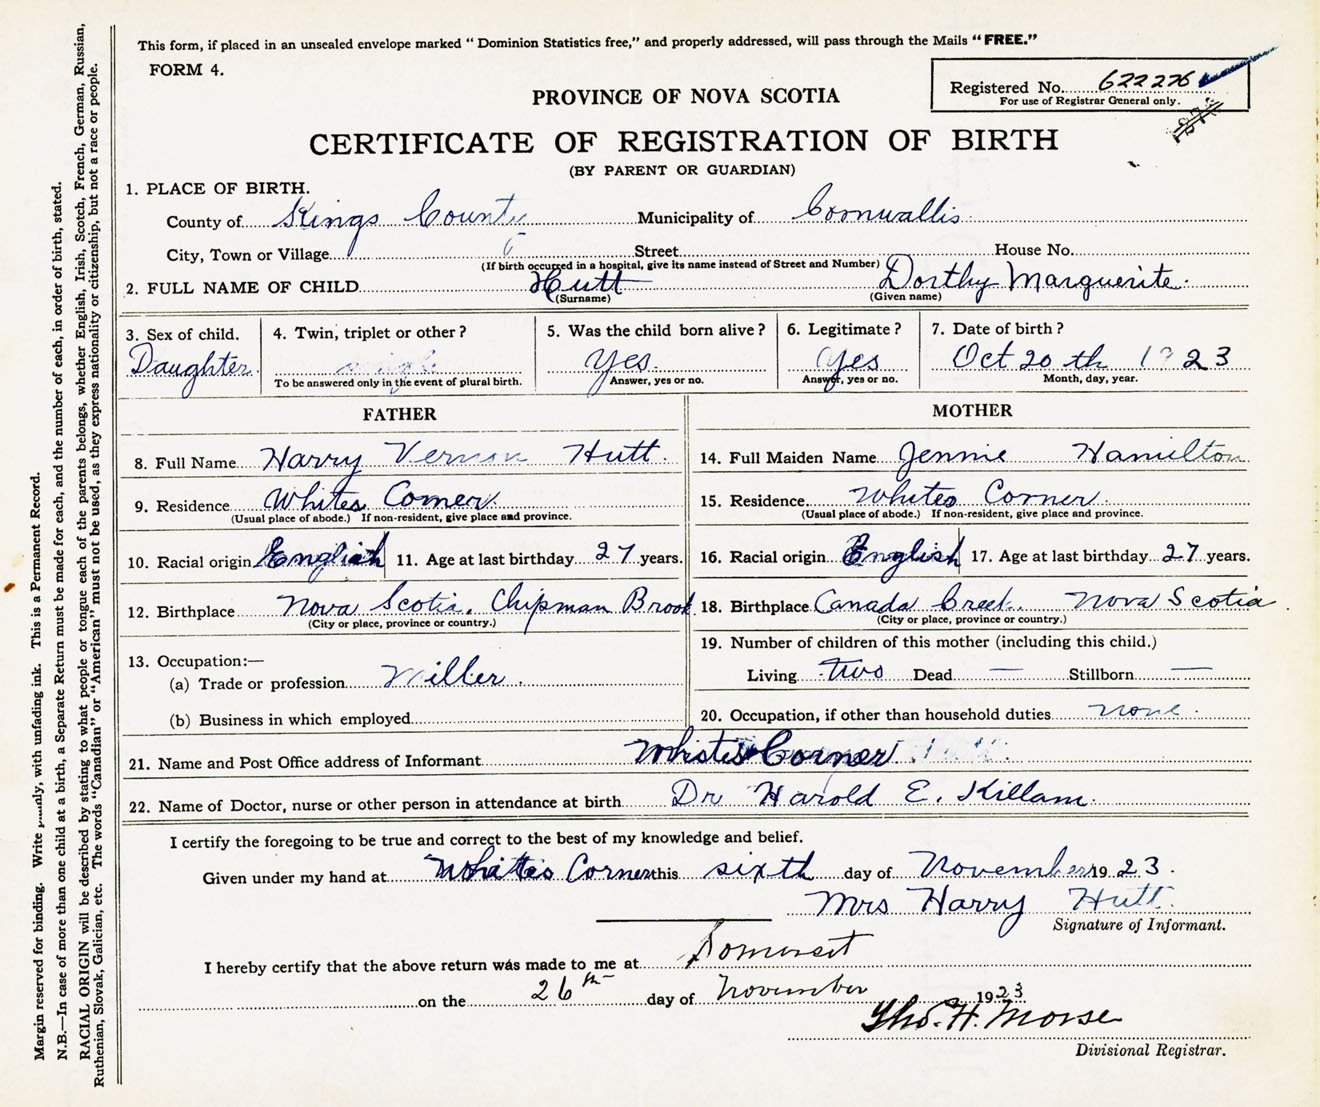 This form, if placed in an unsealed envelope marked “ Dominion Statistics free,” and properly addressed, will pass through the Mails “ FREE.”
FORM 4.
Registered No. 622226
For use of Registrar General only.
PROVINCE OF NOVA SCOTIA
CERTIFICATE OF REGISTRATION OF BIRTH
(BY PARENT OR GUARDIAN)
1. PLACE OF BIRTH.
County of Kings County Municipality of Cornwallis
City, Town or Village Street House No.
(If birth occurred in a hospital, give its name instead of Street and Number)
2. FULL NAME OF CHILD Hutt Dorthy Marguerite
(Surname) (Given name)
3. Sex of child. 4. Twin, triplet or other ? 5. Was the child born alive ? 6. Legitimate ? 7. Date of birth ?
Daughter Yes. Yes Oct 20 th 1923
To be answered only in the event of plural birth. Answer, yes or no. Answer, yes or no. Month, day, year.
FATHER
8. Full Name Harry Vernon Hutt.
9. Residence Whites Corner.
(Usual place of abode.) If non-resident, give place and province.
10. Racial origin English 11. Age at last birthday 27 years.
12. Birthplace Nova Scotia. Chipman Brook
(City or place, province or country.)
13. Occupation:—
(a) Trade or profession Miller.
(b) Business in which employed
MOTHER
14. Full Maiden Name Jennie Hamilton
15. Residence Whites Corner.
(Usual place of abode.) If non-resident, give place and province.
16. Racial origin English 17. Age at last birthday 27 years.
18. Birthplace Canada Creek. Nova Scotia
(City or place, province or country.)
19. Number of children of this mother (including this child.)
Living two Dead — Stillborn —
20. Occupation, if other than household duties none.
21. Name and Post Office address of Informant Whites Corner
22. Name of Doctor, nurse or other person in attendance at birth Dr Harold E. Killam.
I certify the foregoing to be true and correct to the best of my knowledge and belief.
Given under my hand at Whites Corner this sixth day of November 1923.
Mrs Harry Hutt.
Signature of Informant.
I hereby certify that the above return was made to me at Somerset
on the 26th day of November 1923
Tho. H. Morse
Divisional Registrar.
Margin reserved for binding. Write plainly, with unfading ink. This is a Permanent Record.
N.B.—In case of more than one child at a birth, a Separate Return must be made for each, and the number of each, in order of birth, stated.
RACIAL ORIGIN will be described by stating to what people or tongue each of the parents belongs, whether English, Irish, Scotch, French, German, Russian,
Ruthenian, Slovak, Galician, etc. The words “Canadian” or “American” must not be used, as they express nationality or citizenship, but not a race or people.